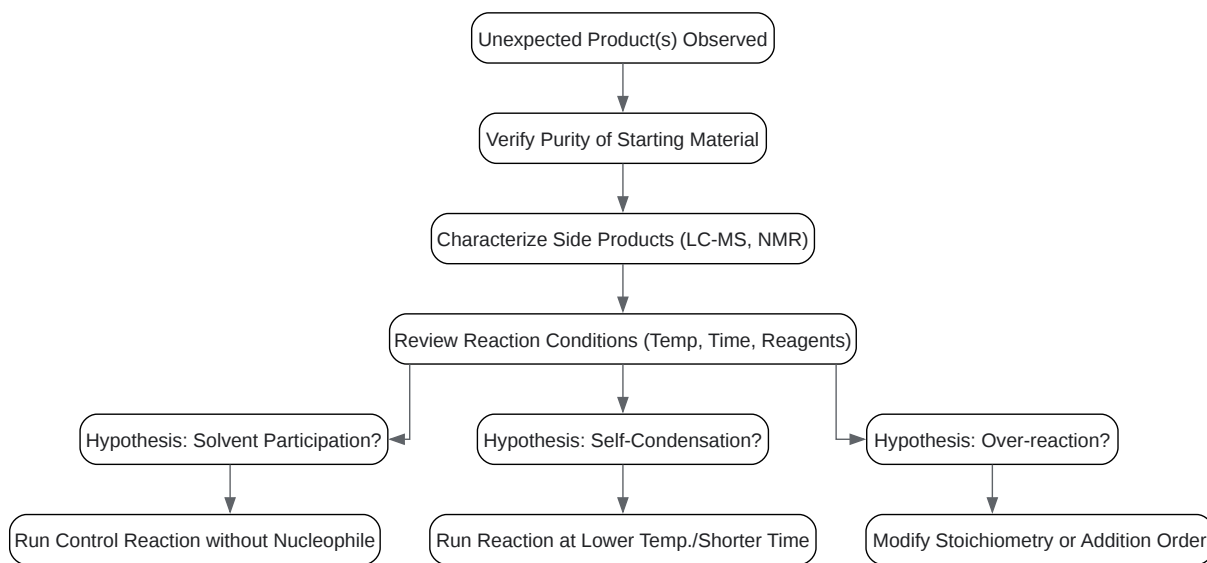 Unexpected Product(s) Observed
Verify Purity of Starting Material
Characterize Side Products (LC-MS, NMR)
Review Reaction Conditions (Temp, Time, Reagents)
Hypothesis: Solvent Participation?
Hypothesis: Self-Condensation?
Hypothesis: Over-reaction?
Run Control Reaction without Nucleophile
Run Reaction at Lower Temp./Shorter Time
Modify Stoichiometry or Addition Order